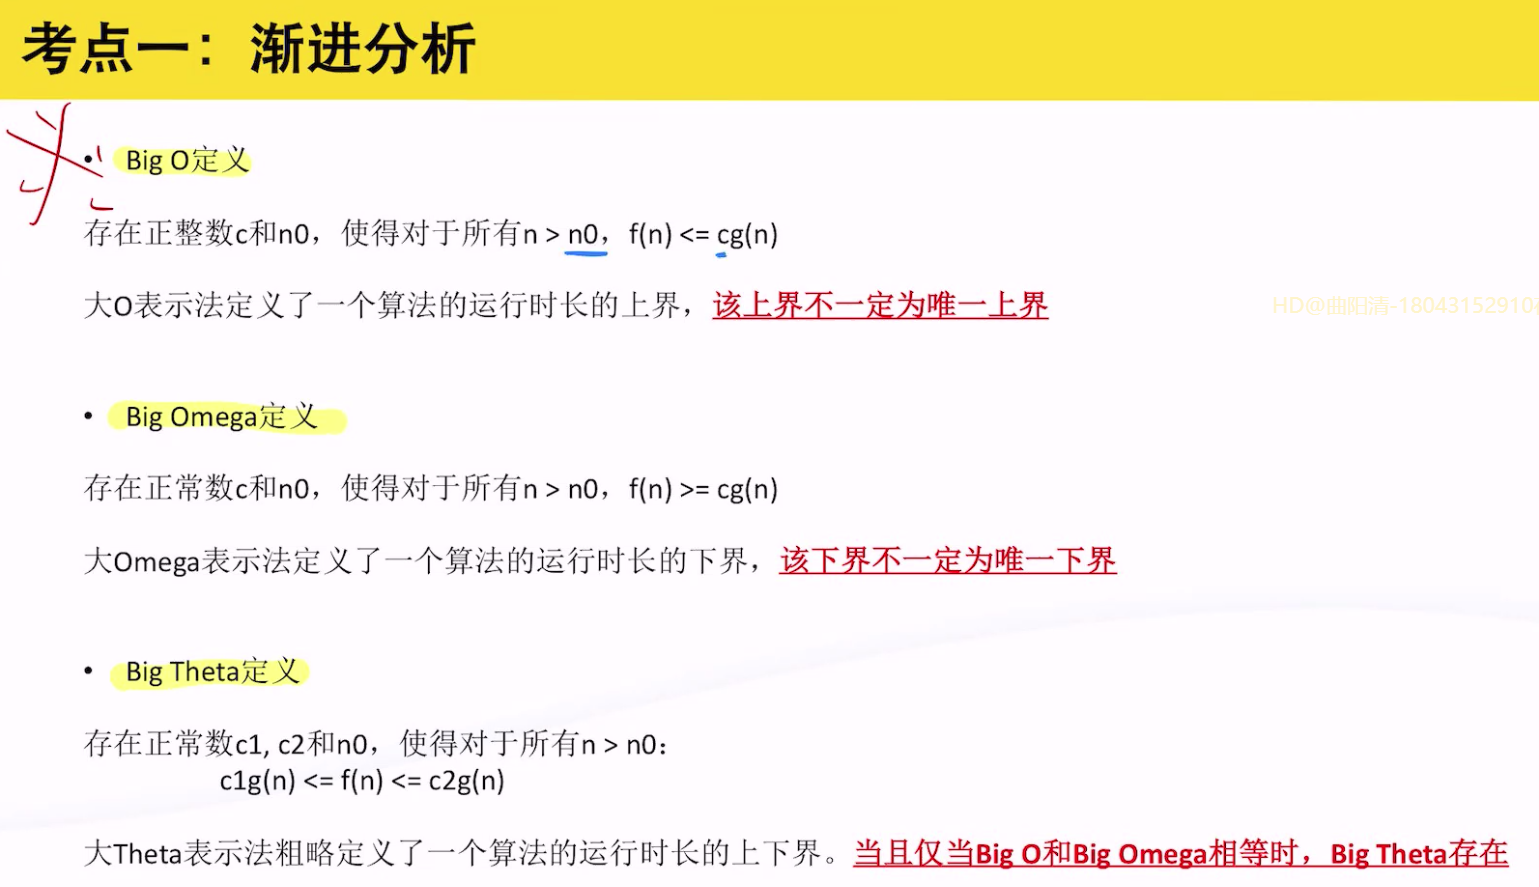 考点一：渐进分析
• Big O定义
存在正整数c和n0，使得对于所有n > n0，f(n) <= cg(n)
大O表示法定义了一个算法的运行时长的上界，该上界不一定为唯一上界
HD@曲阳清-18043152910
• Big Omega定义
存在正常数c和n0，使得对于所有n > n0，f(n) >= cg(n)
大Omega表示法定义了一个算法的运行时长的下界，该下界不一定为唯一下界
• Big Theta定义
存在正常数c1, c2和n0，使得对于所有n > n0：
c1g(n) <= f(n) <= c2g(n)
大Theta表示法粗略定义了一个算法的运行时长的上下界。当且仅当Big O和Big Omega相等时，Big Theta存在